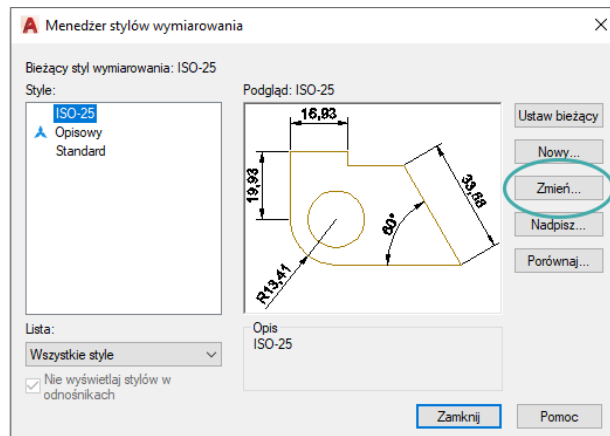 Menedżer stylów wymiarowania
Bieżący styl wymiarowania: ISO-25
Style:
ISO-25
Opisowy
Standard
Podgląd: ISO-25
16,93
19,93
33,68
60°
R13,41
Ustaw bieżący
Nowy...
Zmień...
Nadpisz...
Porównaj...
Lista:
Wszystkie style
Nie wyświetlaj stylów w
odnośnikach
Opis
ISO-25
Zamknij
Pomoc